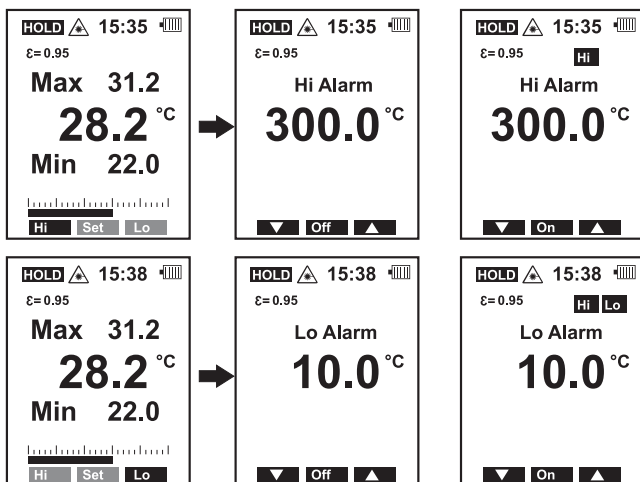 HOLD 15:35
ε=0.95
Max 31.2
28.2 °C
Min 22.0
Hi Set Lo
HOLD 15:35
ε=0.95
Hi Alarm
300.0 °C
Off
HOLD 15:35
ε=0.95
Hi
Hi Alarm
300.0 °C
On
HOLD 15:38
ε=0.95
Max 31.2
28.2 °C
Min 22.0
Hi Set Lo
HOLD 15:38
ε=0.95
Lo Alarm
10.0 °C
Off
HOLD 15:38
ε=0.95
Hi Lo
Lo Alarm
10.0 °C
On